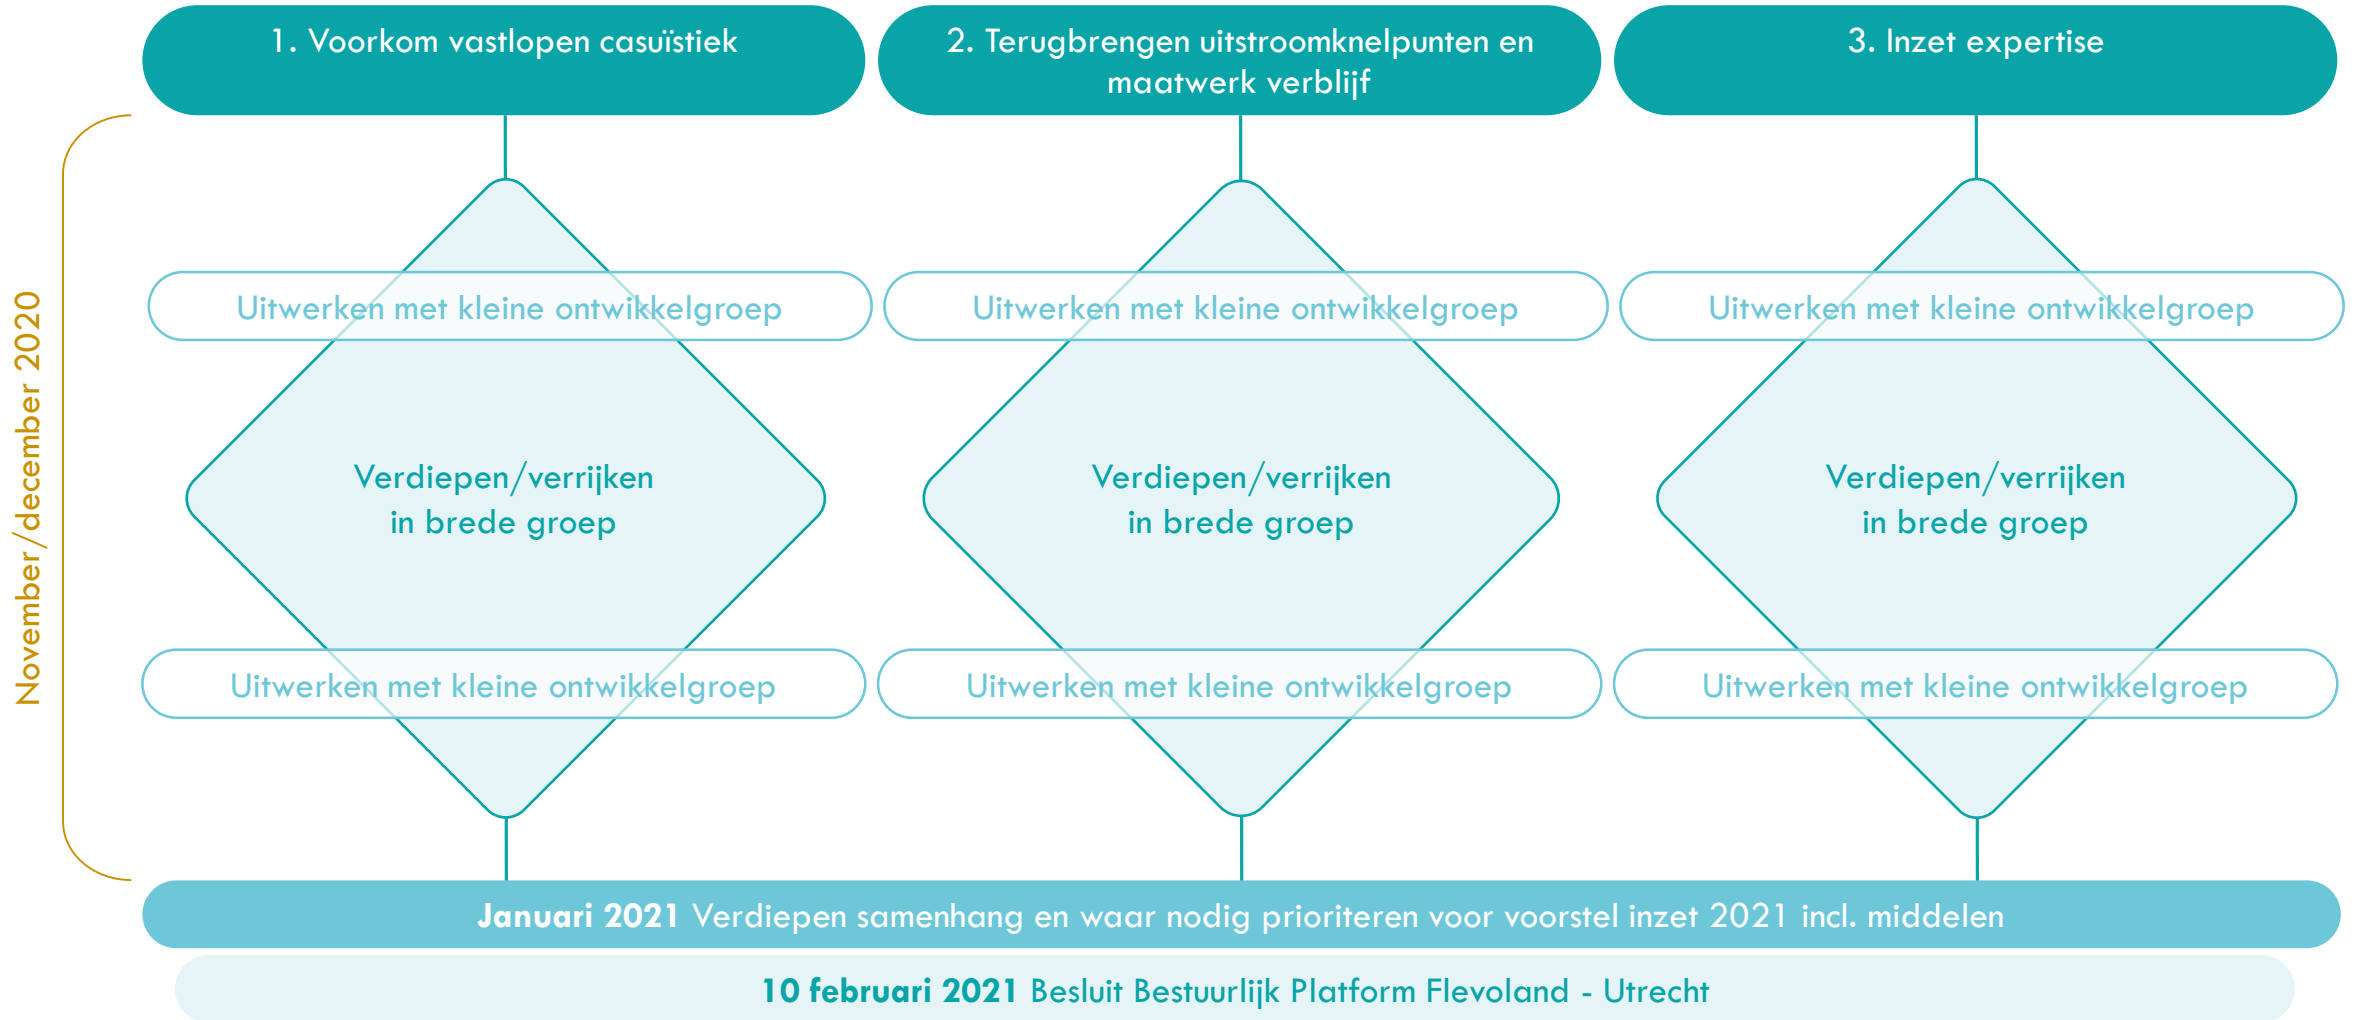 1. Voorkom vastlopen casuïstiek
2. Terugbrengen uitstroomknelpunten en
maatwerk verblijf
3. Inzet expertise
November/december 2020
Uitwerken met kleine ontwikkelgroep
Uitwerken met kleine ontwikkelgroep
Uitwerken met kleine ontwikkelgroep
Verdiepen/verrijken
in brede groep
Verdiepen/verrijken
in brede groep
Verdiepen/verrijken
in brede groep
Uitwerken met kleine ontwikkelgroep
Uitwerken met kleine ontwikkelgroep
Uitwerken met kleine ontwikkelgroep
Januari 2021 Verdiepen samenhang en waar nodig prioriteren voor voorstel inzet 2021 incl. middelen
10 februari 2021 Besluit Bestuurlijk Platform Flevoland - Utrecht